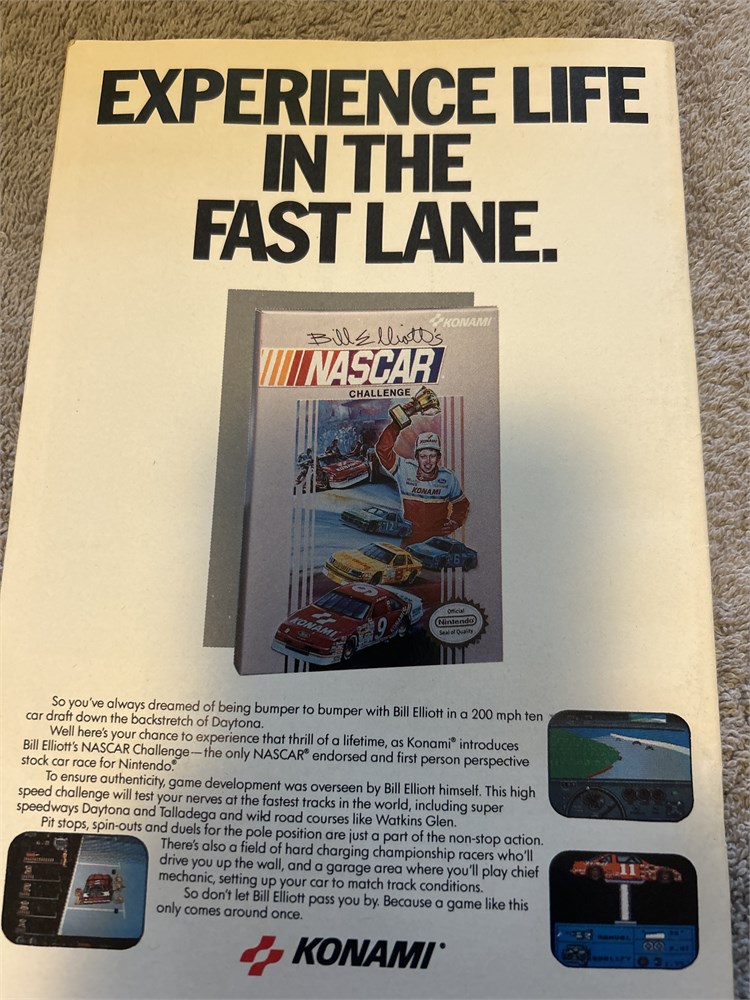 EXPERIENCE LIFE
IN THE
FAST LANE.
KONAMI
Bill Elliott's
NASCAR
CHALLENGE
KONAMI
17
6
9
KONAMI
9
Official
Nintendo
Seal of Quality
So you've always dreamed of being bumper to bumper with Bill Elliott in a 200 mph ten
car draft down the backstretch of Daytona.
Well here's your chance to experience that thrill of a lifetime, as Konami® introduces
Bill Elliott's NASCAR Challenge—the only NASCAR® endorsed and first person perspective
stock car race for Nintendo.®
To ensure authenticity, game development was overseen by Bill Elliott himself. This high
speed challenge will test your nerves at the fastest tracks in the world, including super
speedways Daytona and Talladega and wild road courses like Watkins Glen.
Pit stops, spin-outs and duels for the pole position are just a part of the non-stop action.
There's also a field of hard charging championship racers who'll
drive you up the wall, and a garage area where you'll play chief
mechanic, setting up your car to match track conditions.
So don't let Bill Elliott pass you by. Because a game like this
only comes around once.
11
MANUAL
KONAMI®